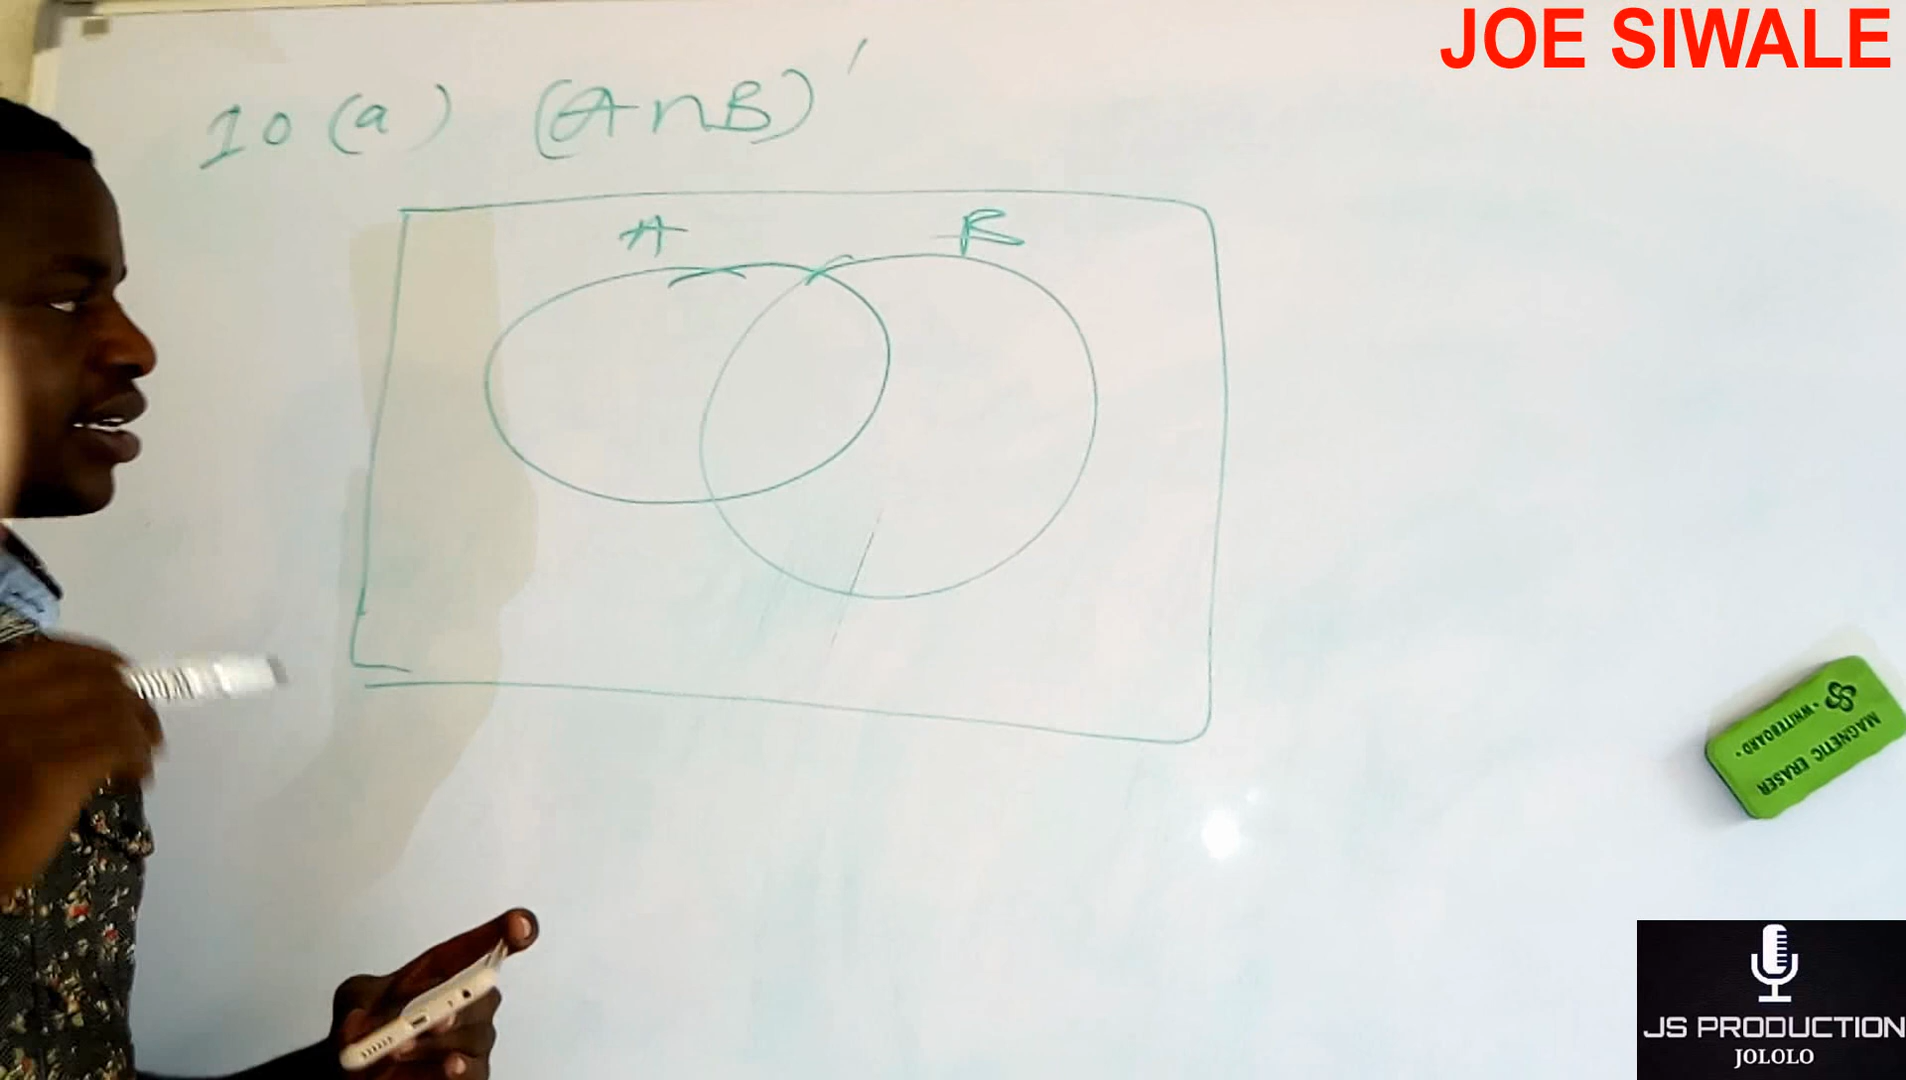 JOE SIWALE
10 (a) (A∩B)'
A B
MAGNETIC ERASER
• WHITEBOARD •
JS PRODUCTION
JOLOLO